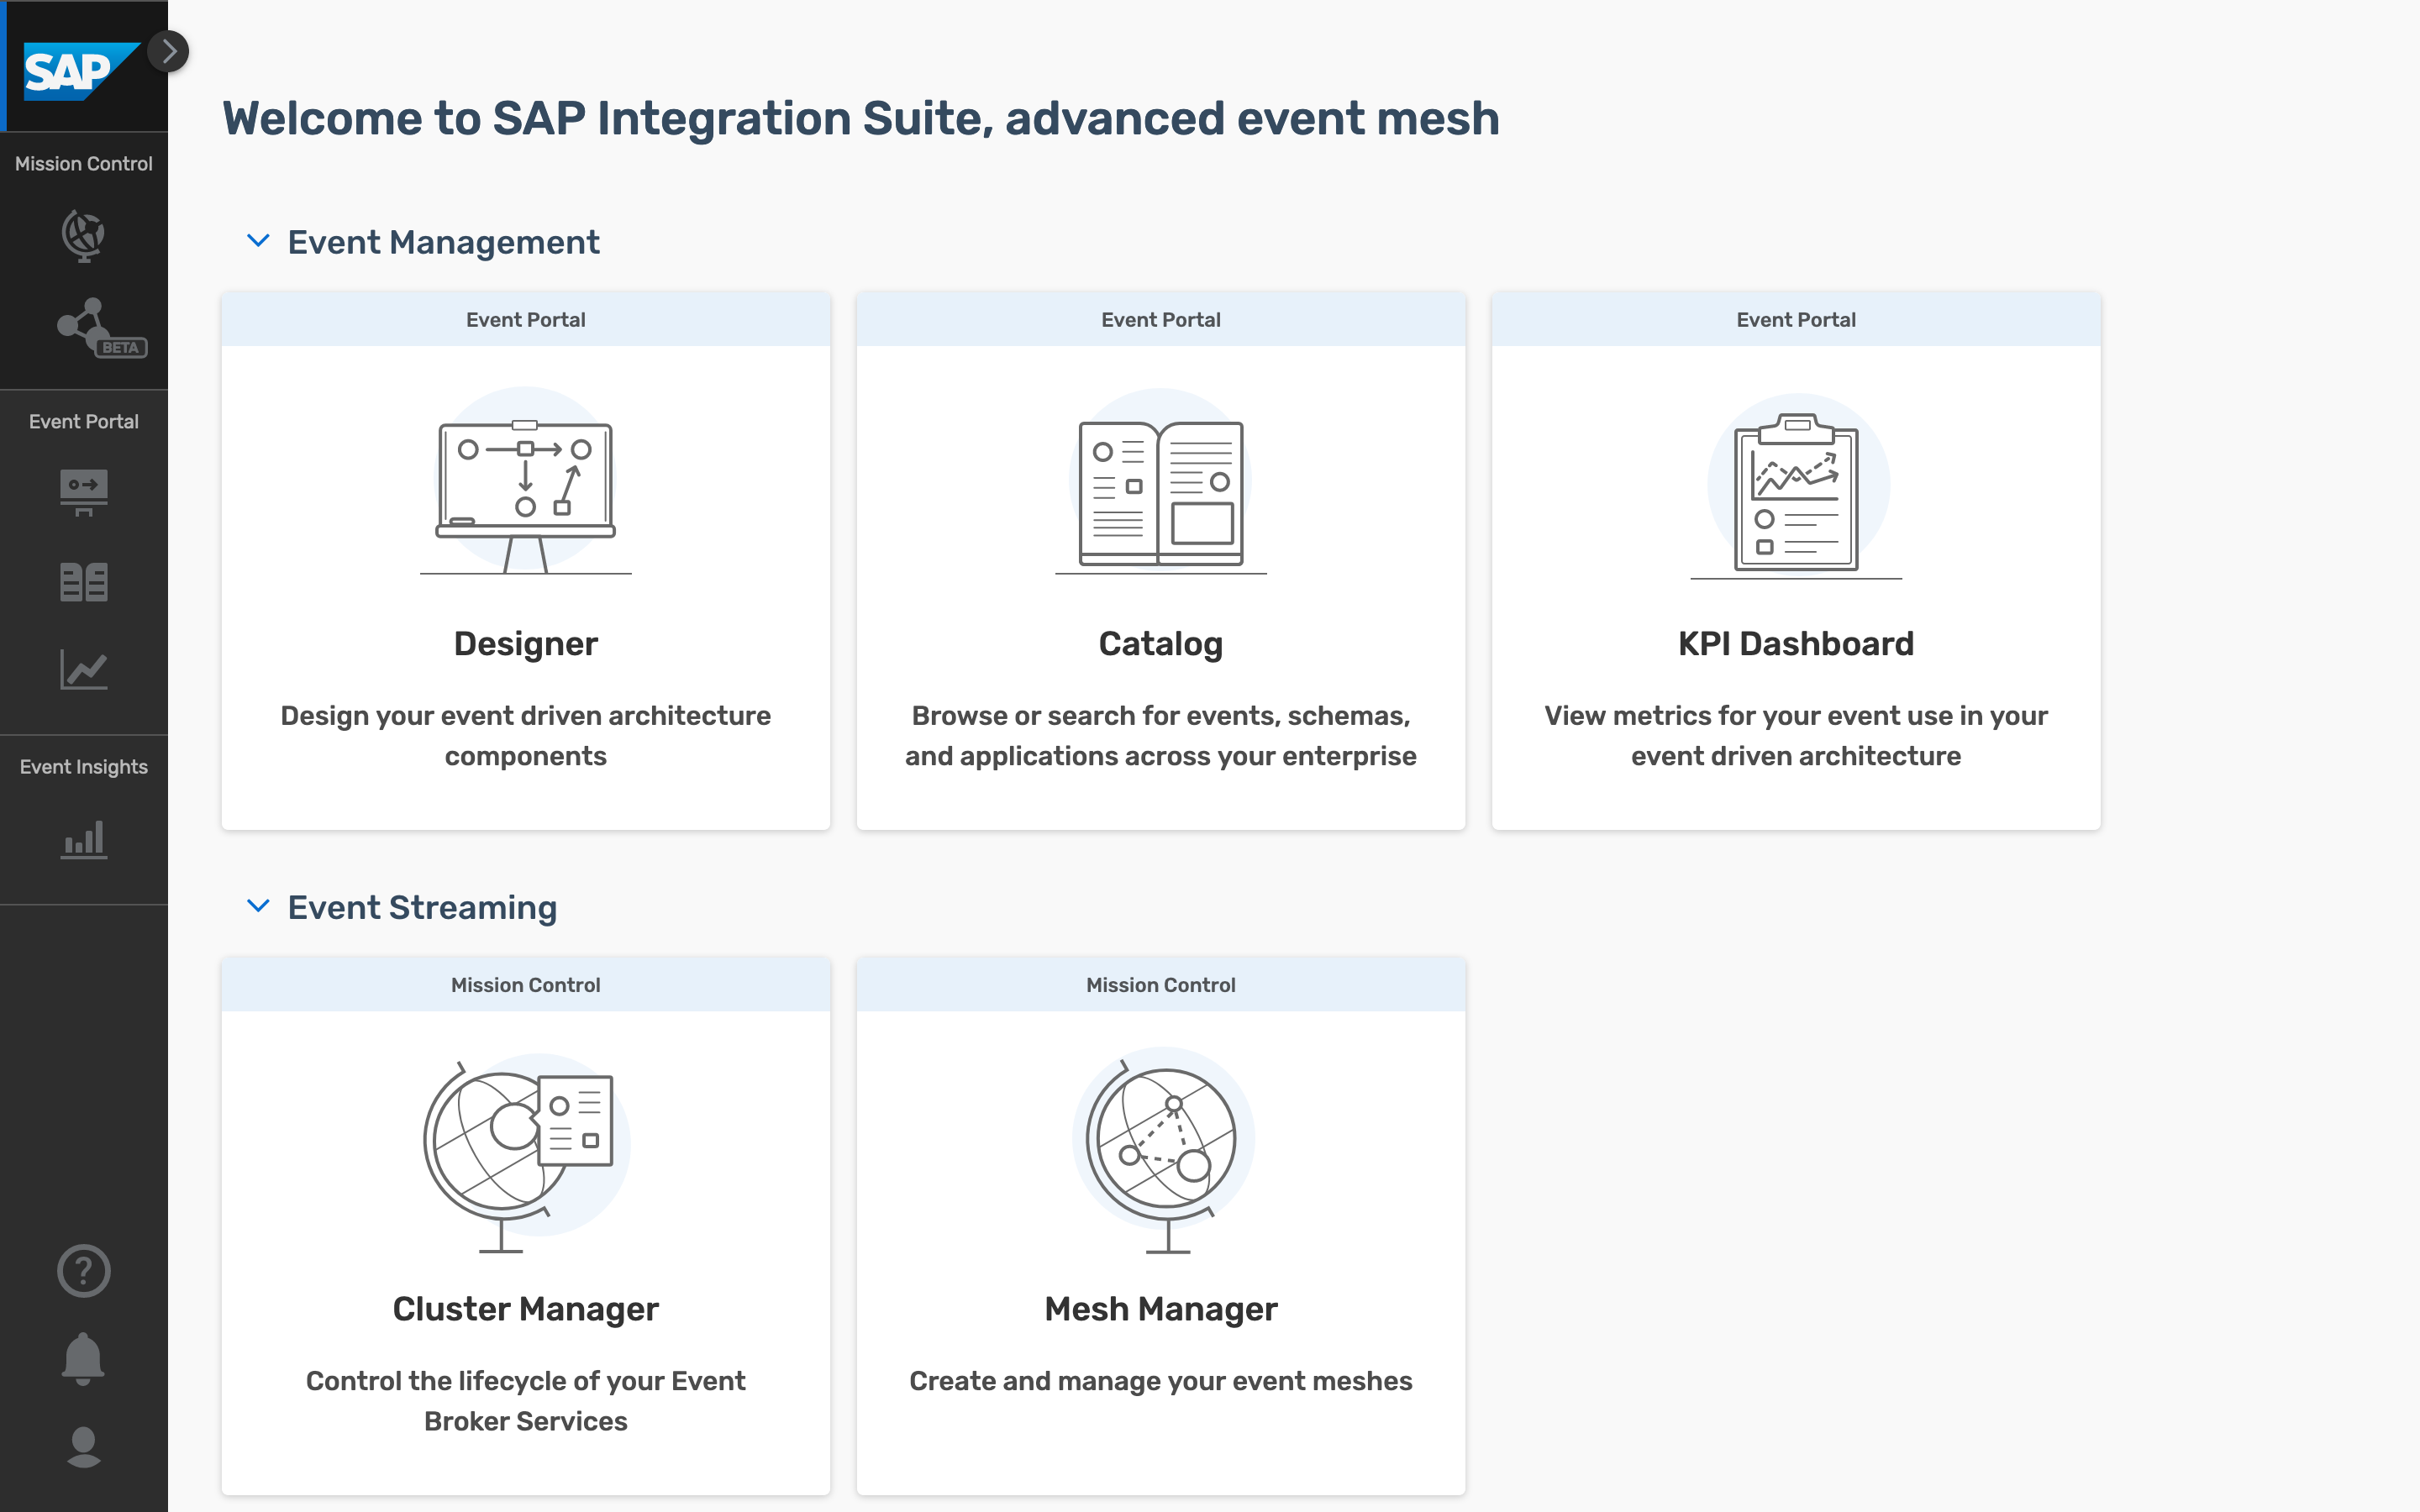 SAP
Mission Control
BETA
Event Portal
Event Insights
Welcome to SAP Integration Suite, advanced event mesh
Event Management
Event Portal
Designer
Design your event driven architecture
components
Event Portal
Catalog
Browse or search for events, schemas,
and applications across your enterprise
Event Portal
KPI Dashboard
View metrics for your event use in your
event driven architecture
Event Streaming
Mission Control
Cluster Manager
Control the lifecycle of your Event
Broker Services
Mission Control
Mesh Manager
Create and manage your event meshes